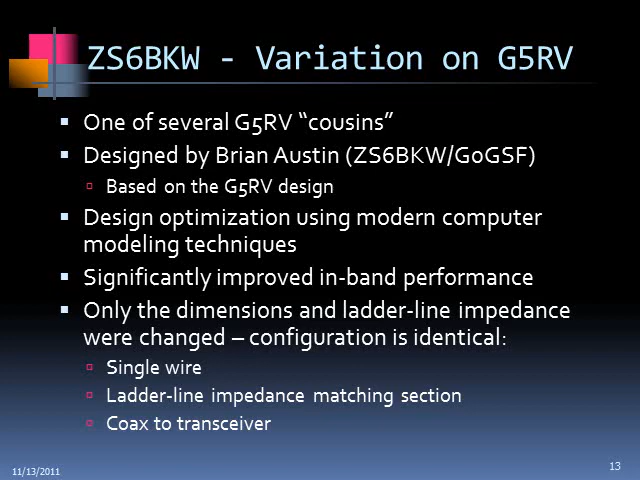 ZS6BKW - Variation on G5RV
▪ One of several G5RV “cousins”
▪ Designed by Brian Austin (ZS6BKW/G0GSF)
▫ Based on the G5RV design
▪ Design optimization using modern computer
modeling techniques
▪ Significantly improved in-band performance
▪ Only the dimensions and ladder-line impedance
were changed – configuration is identical:
▫ Single wire
▫ Ladder-line impedance matching section
▫ Coax to transceiver
11/13/2011
13